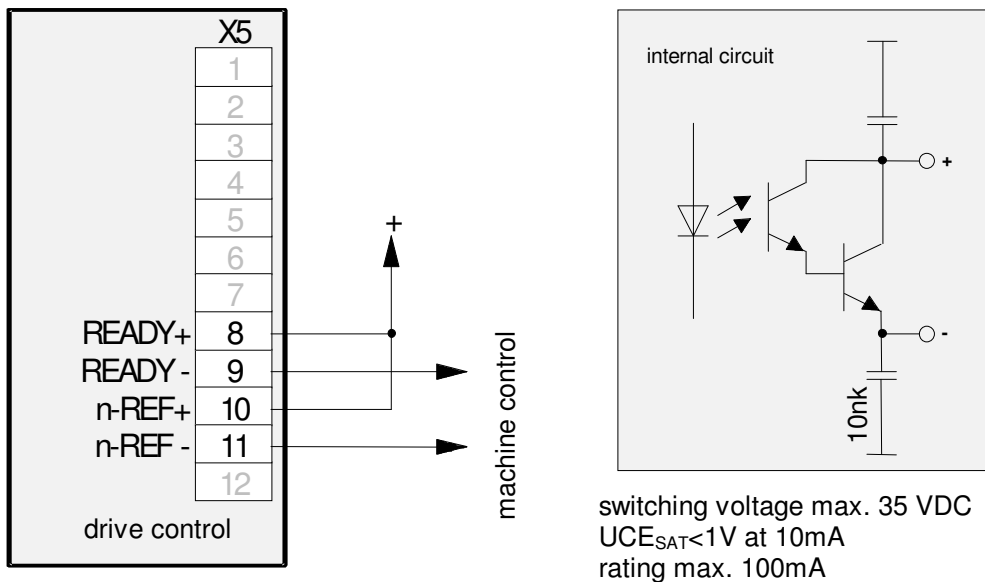 X5
1
2
3
4
5
6
7
READY+ 8
READY - 9
n-REF+ 10
n-REF - 11
12
drive control
+
machine control
internal circuit
+
-
10nk
switching voltage max. 35 VDC
UCESAT<1V at 10mA
rating max. 100mA